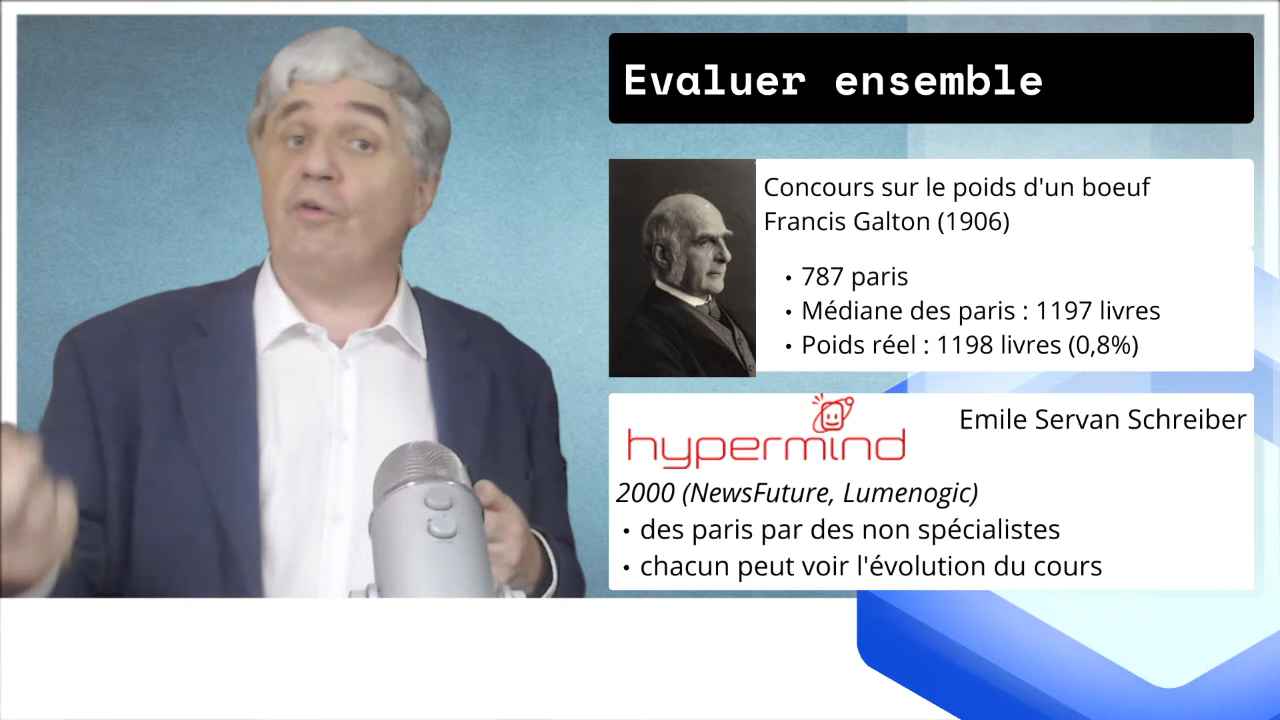 Evaluer ensemble
Concours sur le poids d'un boeuf
Francis Galton (1906)
• 787 paris
• Médiane des paris : 1197 livres
• Poids réel : 1198 livres (0,8%)
hypermind
Emile Servan Schreiber
2000 (NewsFuture, Lumenogic)
• des paris par des non spécialistes
• chacun peut voir l'évolution du cours